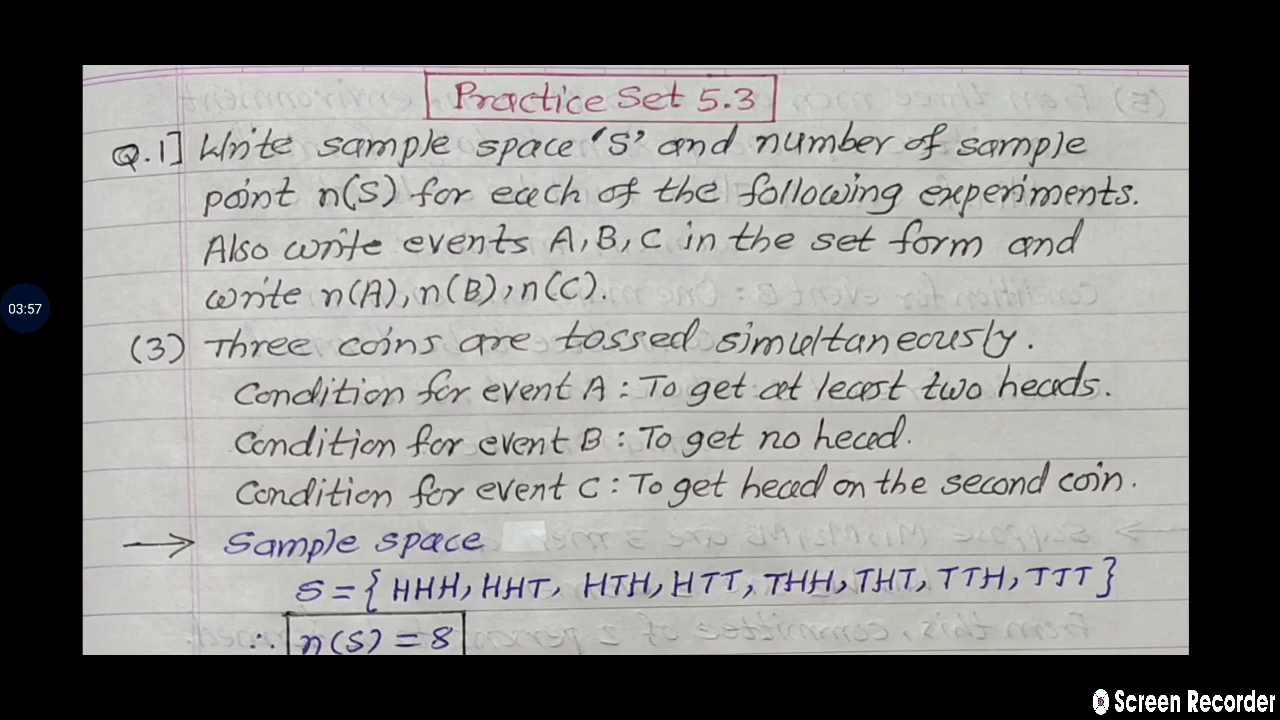 Practice Set 5.3
Q.1] Write sample space 'S' and number of sample
point n(S) for each of the following experiments.
Also write events A, B, C in the set form and
write n(A), n(B), n(C).
(3) Three coins are tossed simultaneously.
Condition for event A : To get at least two heads.
Condition for event B : To get no head.
Condition for event C : To get head on the second coin.
→ Sample space
S = { HHH, HHT, HTH, HTT, THH, THT, TTH, TTT }
∴ n(S) = 8
03:57
Screen Recorder